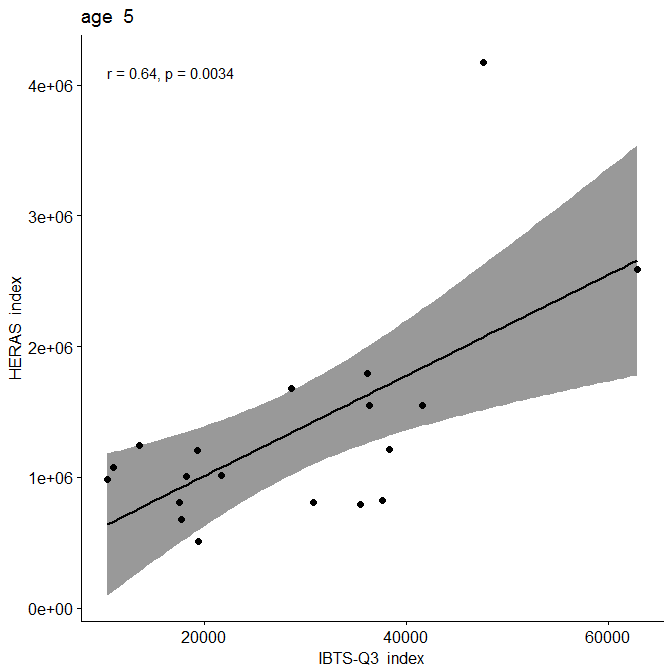 age 5
r = 0.64, p = 0.0034
4e+06
3e+06
2e+06
1e+06
0e+00
HERAS index
20000 40000 60000
IBTS-Q3 index